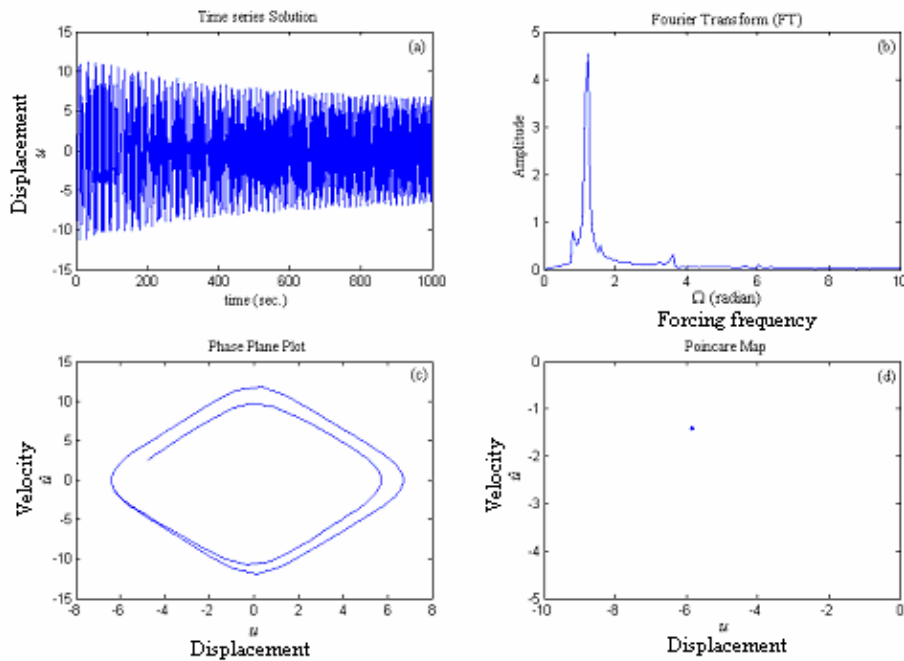 Time series Solution
(a)
15
10
5
0
-5
-10
-15
Displacement
u
0 200 400 600 800 1000
time (sec.)
Fourier Transform (FT)
(b)
5
4
3
2
1
0
Amplitude
0 2 4 6 8 10
Ω (radian)
Forcing frequency
Phase Plane Plot
(c)
15
10
5
0
-5
-10
-15
Velocity
u̇
-8 -6 -4 -2 0 2 4 6 8
u
Displacement
Poincare Map
(d)
0
-1
-2
-3
-4
-5
Velocity
u̇
-10 -8 -6 -4 -2 0
u
Displacement